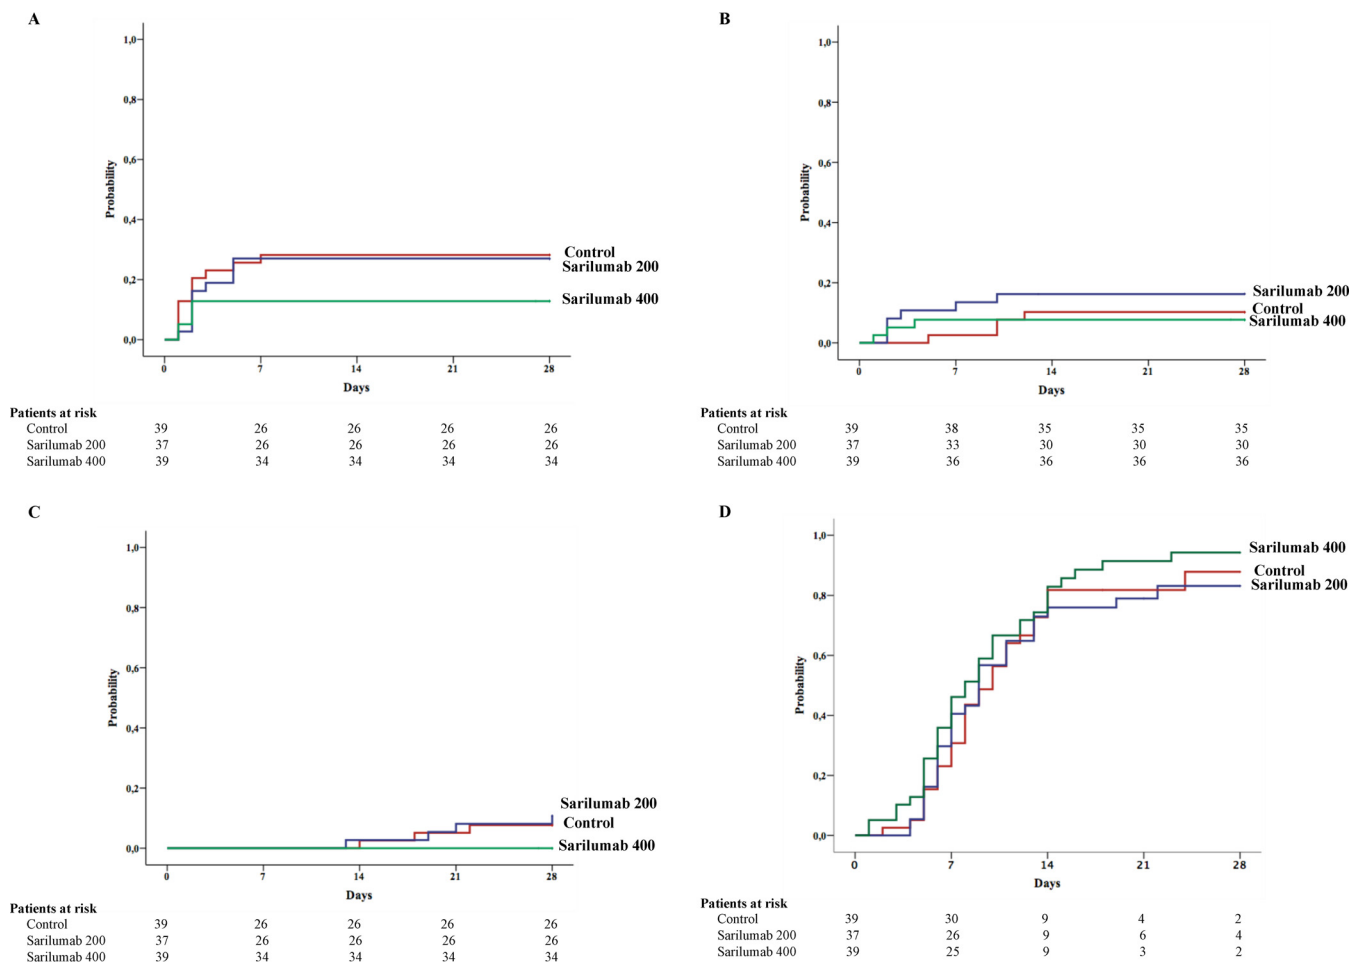 A
1,0
0,8
0,6
0,4
0,2
0,0
Probability
Control
Sarilumab 200
Sarilumab 400
0 7 14 21 28
Days
Patients at risk
Control 39 26 26 26 26
Sarilumab 200 37 26 26 26 26
Sarilumab 400 39 34 34 34 34
B
1,0
0,8
0,6
0,4
0,2
0,0
Probability
Sarilumab 200
Control
Sarilumab 400
0 7 14 21 28
Days
Patients at risk
Control 39 38 35 35 35
Sarilumab 200 37 33 30 30 30
Sarilumab 400 39 36 36 36 36
C
1,0
0,8
0,6
0,4
0,2
0,0
Probability
Sarilumab 200
Control
Sarilumab 400
0 7 14 21 28
Days
Patients at risk
Control 39 26 26 26 26
Sarilumab 200 37 26 26 26 26
Sarilumab 400 39 34 34 34 34
D
1,0
0,8
0,6
0,4
0,2
0,0
Probability
Sarilumab 400
Control
Sarilumab 200
0 7 14 21 28
Days
Patients at risk
Control 39 30 9 4 2
Sarilumab 200 37 26 9 6 4
Sarilumab 400 39 25 9 3 2